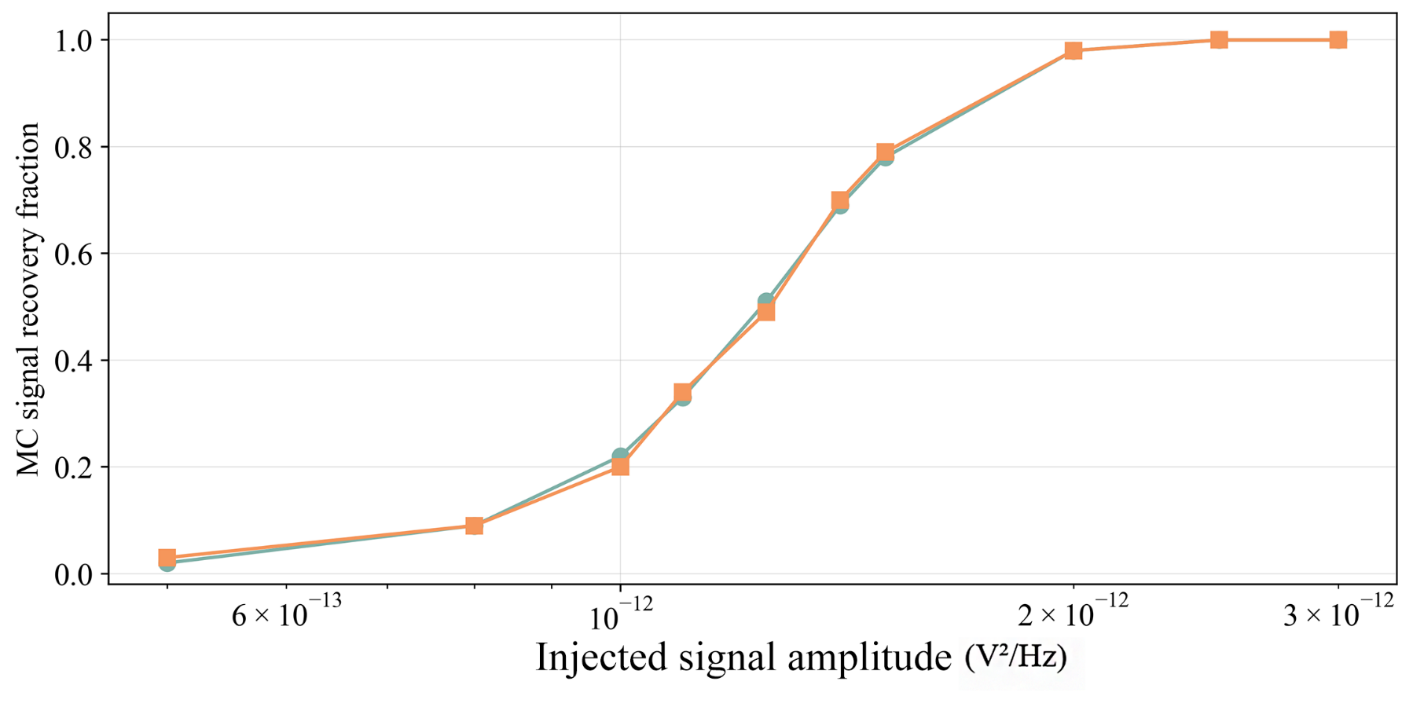 MC signal recovery fraction
1.0
0.8
0.6
0.4
0.2
0.0
6 × 10⁻¹³
10⁻¹²
2 × 10⁻¹²
3 × 10⁻¹²
Injected signal amplitude (V²/Hz)